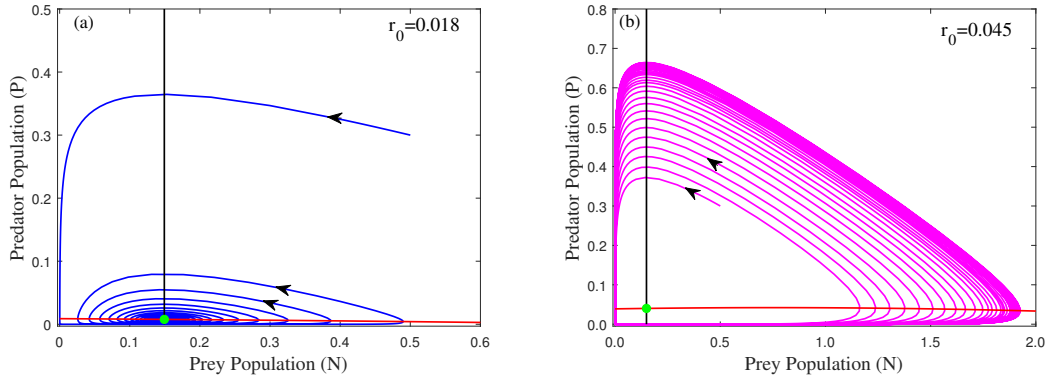 (a)
r_0=0.018
0.5
0.4
0.3
0.2
0.1
0
0 0.1 0.2 0.3 0.4 0.5 0.6
Predator Population (P)
Prey Population (N)
(b)
r_0=0.045
0.8
0.7
0.6
0.5
0.4
0.3
0.2
0.1
0.0
0.0 0.5 1.0 1.5 2.0
Predator Population (P)
Prey Population (N)